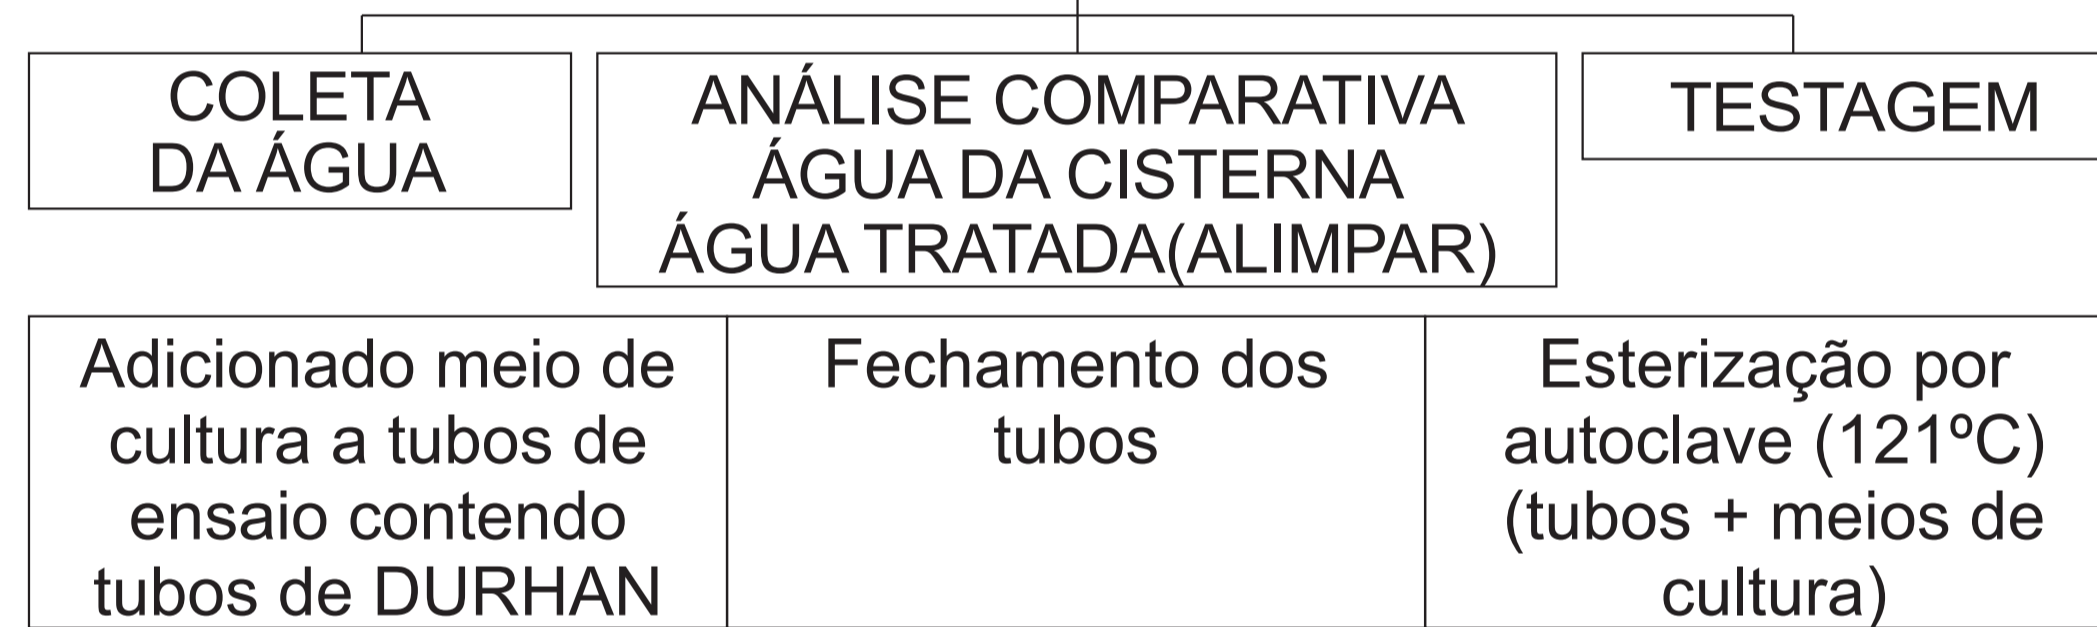 COLETA
DA ÁGUA
ANÁLISE COMPARATIVA
ÁGUA DA CISTERNA
ÁGUA TRATADA(ALIMPAR)
TESTAGEM
Adicionado meio de
cultura a tubos de
ensaio contendo
tubos de DURHAN
Fechamento dos
tubos
Esterização por
autoclave (121ºC)
(tubos + meios de
cultura)